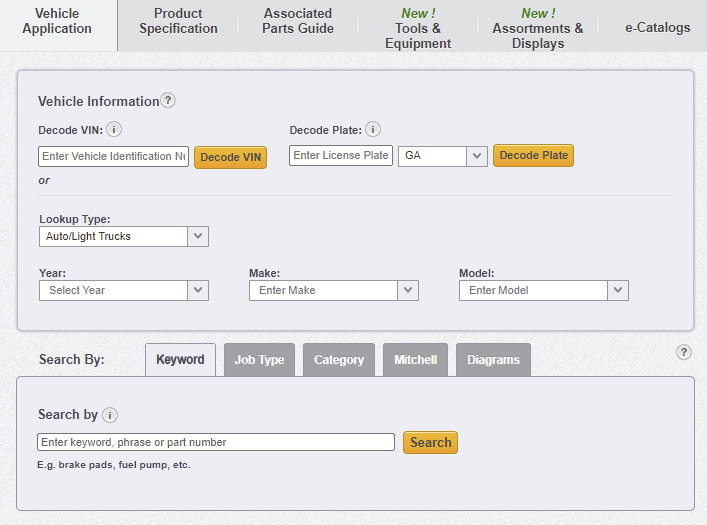 Vehicle
Application
Product
Specification
Associated
Parts Guide
New !
Tools &
Equipment
New !
Assortments &
Displays
e-Catalogs
Vehicle Information ?
Decode VIN: i
Decode Plate: i
Enter Vehicle Identification Nu
Decode VIN
Enter License Plate
GA
Decode Plate
or
Lookup Type:
Auto/Light Trucks
Year:
Make:
Model:
Select Year
Enter Make
Enter Model
Search By:
Keyword
Job Type
Category
Mitchell
Diagrams
?
Search by i
Enter keyword, phrase or part number
Search
E.g. brake pads, fuel pump, etc.